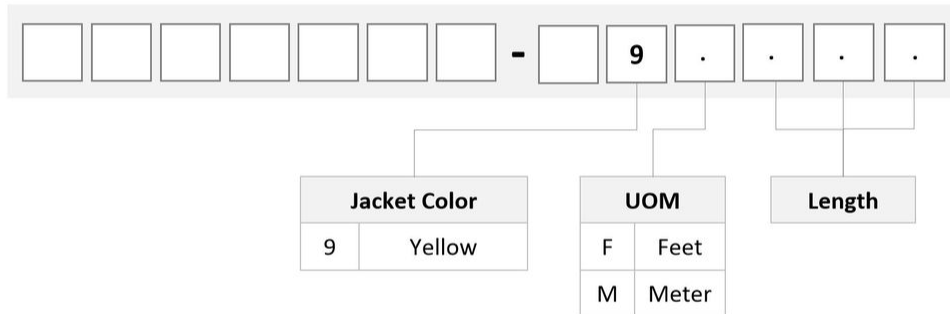 - 9 . . . .
Jacket Color UOM Length
9 Yellow F Feet
M Meter